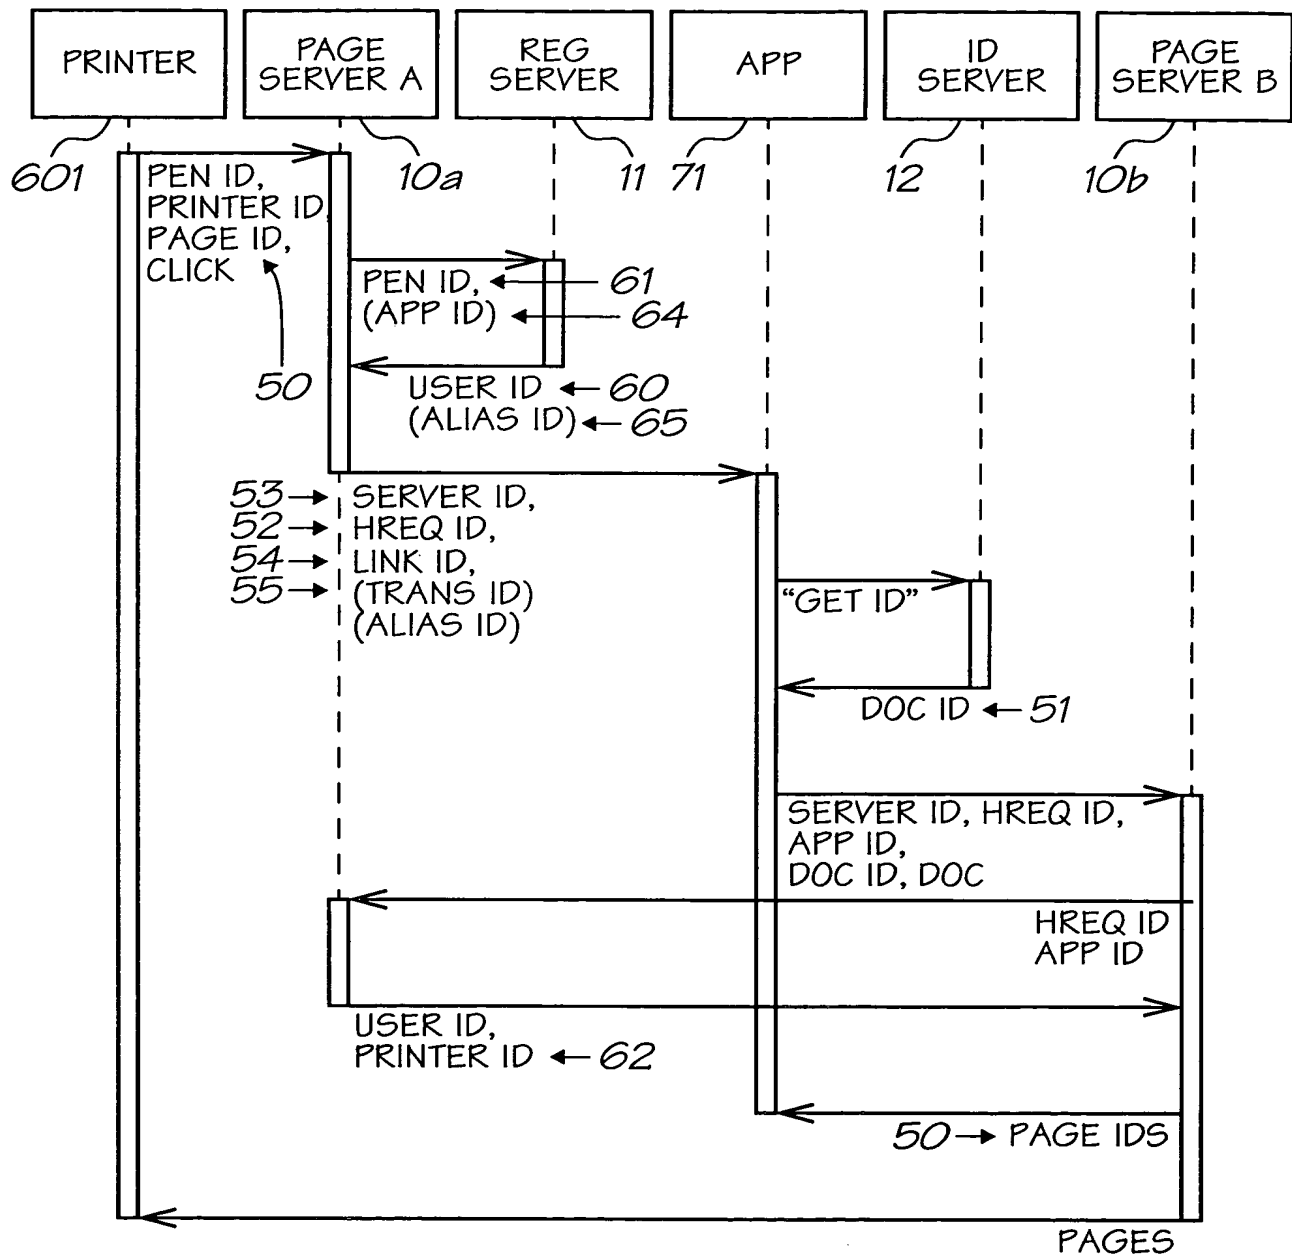 PRINTER
PAGE
SERVER A
REG
SERVER
APP
ID
SERVER
PAGE
SERVER B
601
10a
11
71
12
10b
PEN ID,
PRINTER ID
PAGE ID,
CLICK
50
PEN ID,
61
(APP ID)
64
USER ID
60
(ALIAS ID)
65
53
SERVER ID,
52
HREQ ID,
54
LINK ID,
55
(TRANS ID)
(ALIAS ID)
“GET ID”
DOC ID
51
SERVER ID, HREQ ID,
APP ID,
DOC ID, DOC
HREQ ID
APP ID
USER ID,
PRINTER ID
62
50
PAGE IDS
PAGES